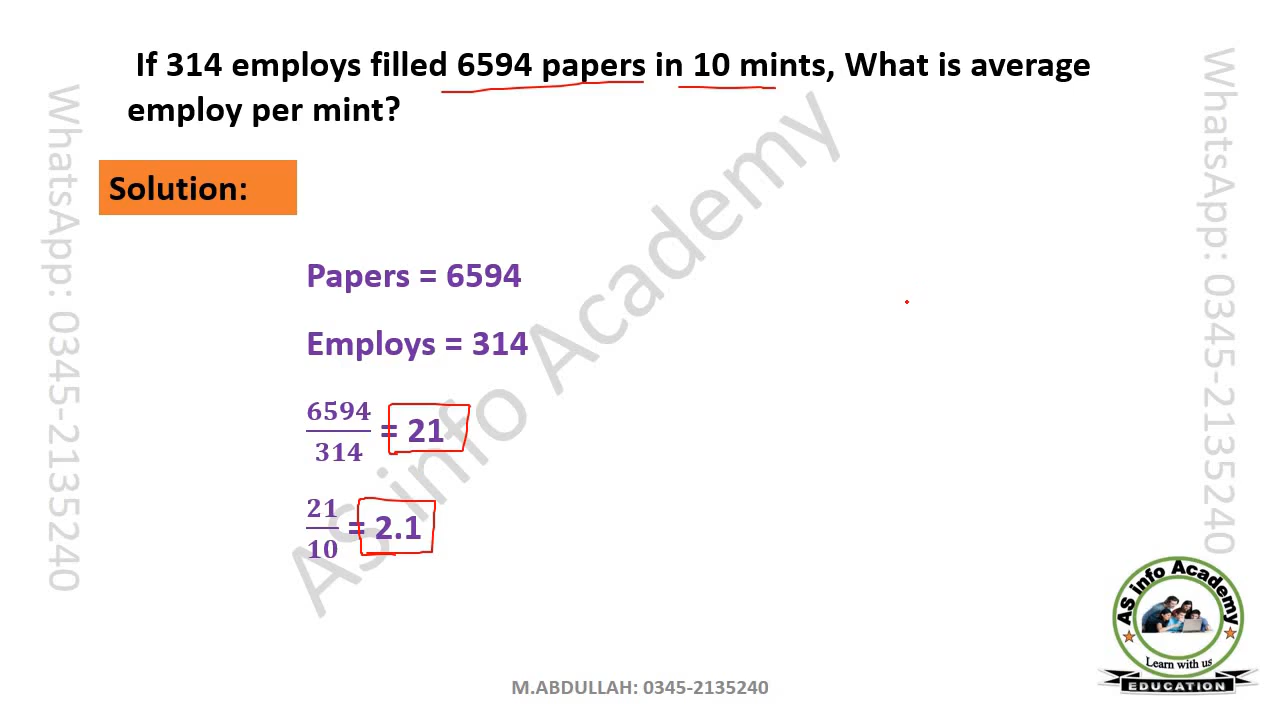 If 314 employs filled 6594 papers in 10 mints, What is average
employ per mint?
Solution:
Papers = 6594
Employs = 314
6594
314
= 21
21
10
= 2.1
AS info Academy
WhatsApp: 0345-2135240
WhatsApp: 0345-2135240
AS info Academy
Learn with us
EDUCATION
M.ABDULLAH: 0345-2135240